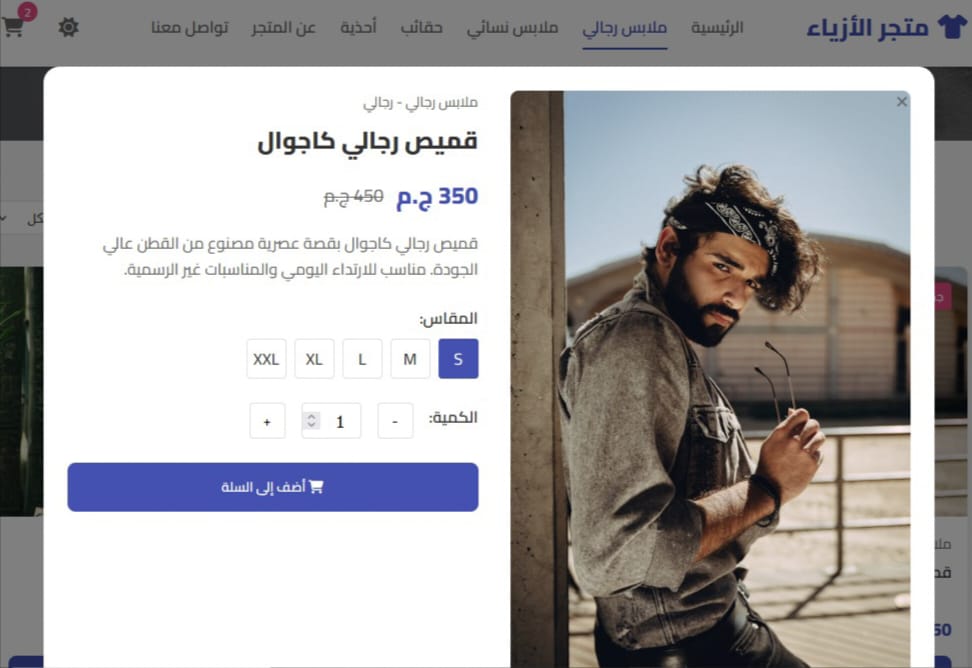 متجر الأزياء
الرئيسية
ملابس رجالي
ملابس نسائي
حقائب
أحذية
عن المتجر
تواصل معنا
2
×
ملابس رجالي - رجالي
قميص رجالي كاجوال
350 ج.م 450 ج.م
قميص رجالي كاجوال بقصة عصرية مصنوع من القطن عالي
الجودة. مناسب للارتداء اليومي والمناسبات غير الرسمية.
المقاس:
S M L XL XXL
الكمية: - 1 +
أضف إلى السلة
كل
50